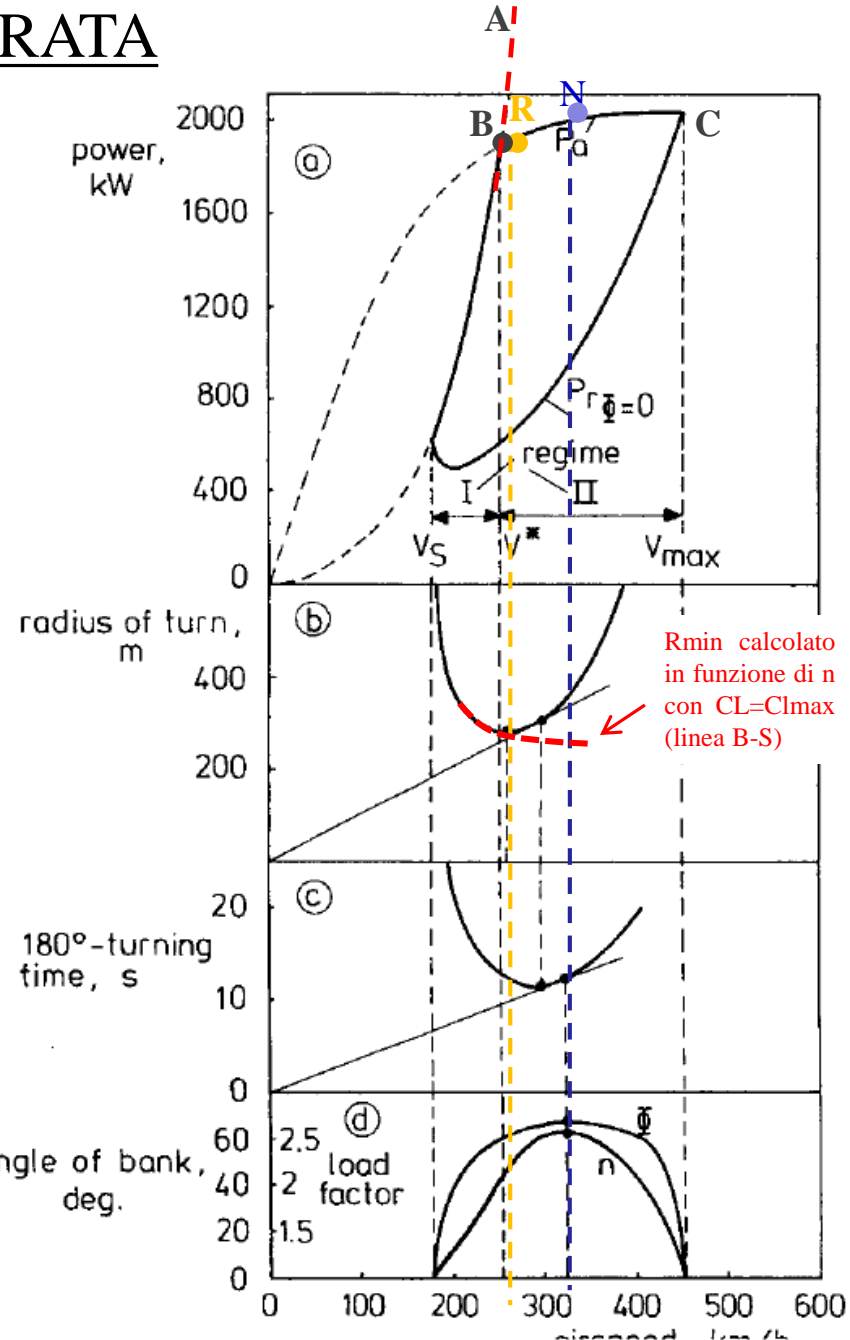 RATA
A
B
R
N
C
power,
kW
2000
1600
1200
800
400
0
a
Pa
Pr Φ=0
regime
I
II
Vs
V*
Vmax
radius of turn,
m
b
400
200
Rmin calcolato
in funzione di n
con CL=Clmax
(linea B-S)
180°-turning
time, s
c
20
10
0
ngle of bank,
deg.
d
60
40
20
0
2.5
2
1.5
load
factor
Φ
n
0 100 200 300 400 500 600